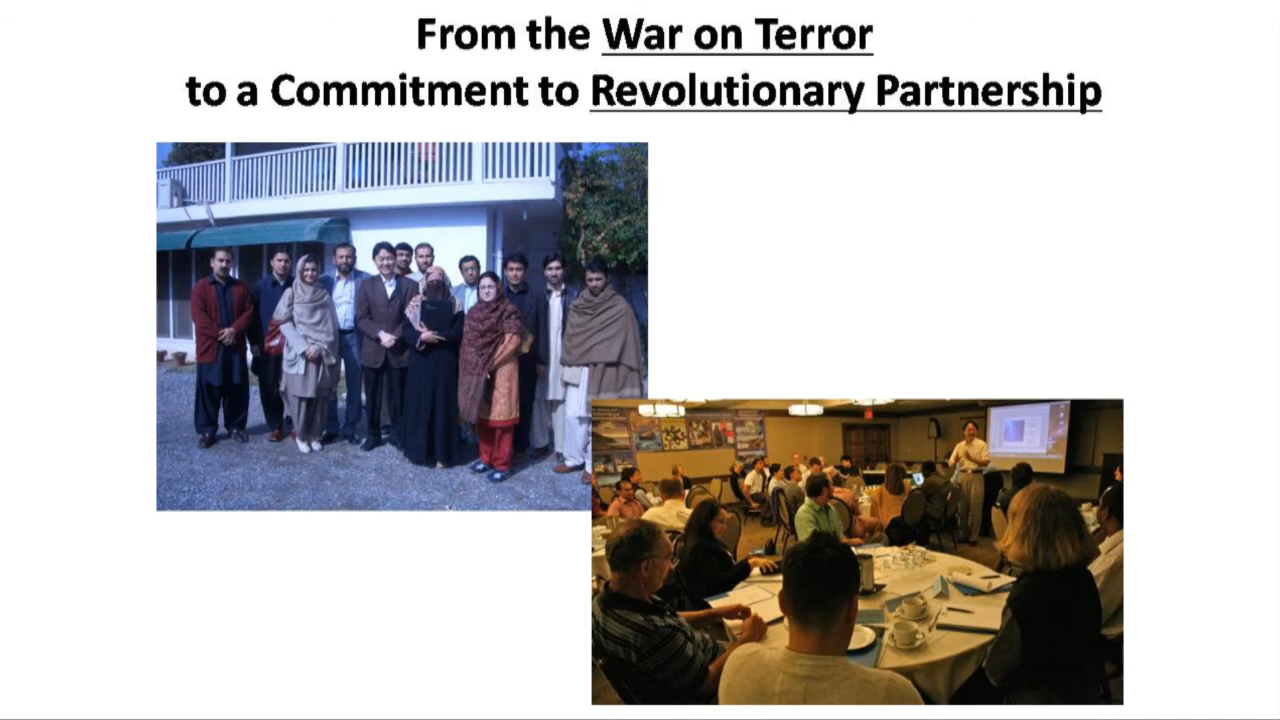 From the War on Terror
to a Commitment to Revolutionary Partnership